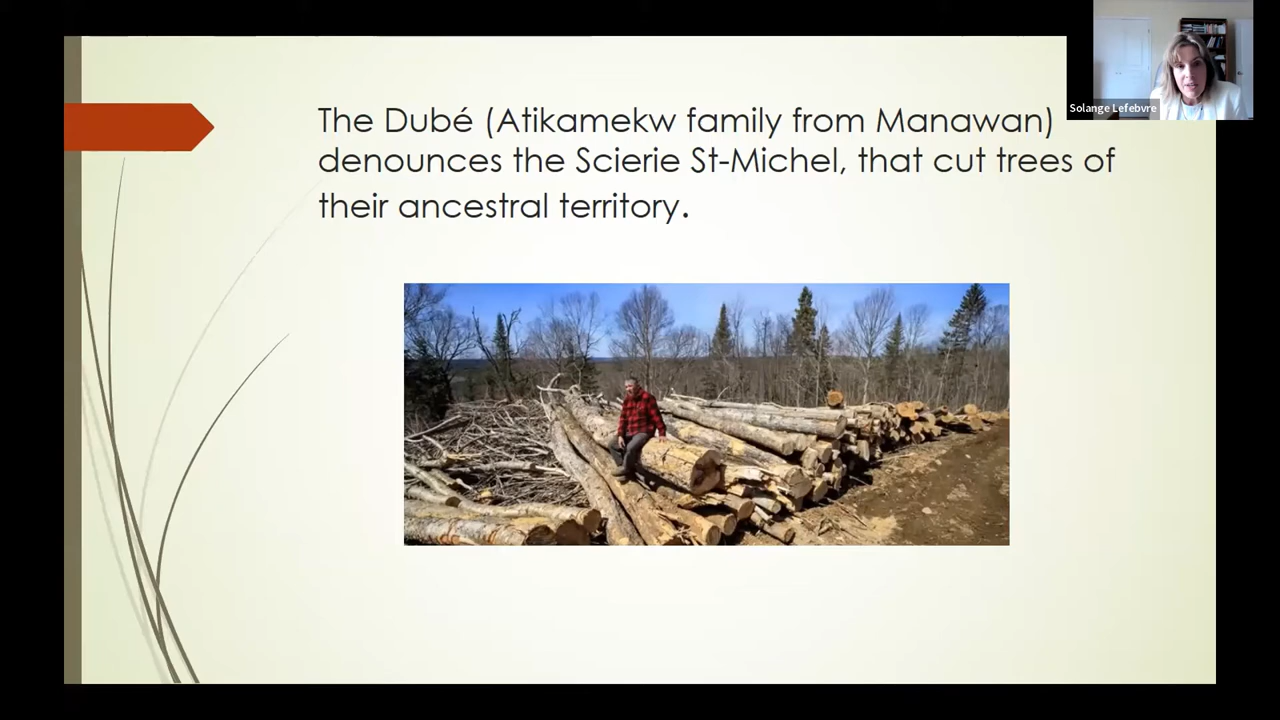 The Dubé (Atikamekw family from Manawan)
denounces the Scierie St-Michel, that cut trees of
their ancestral territory.
Solange Lefebvre